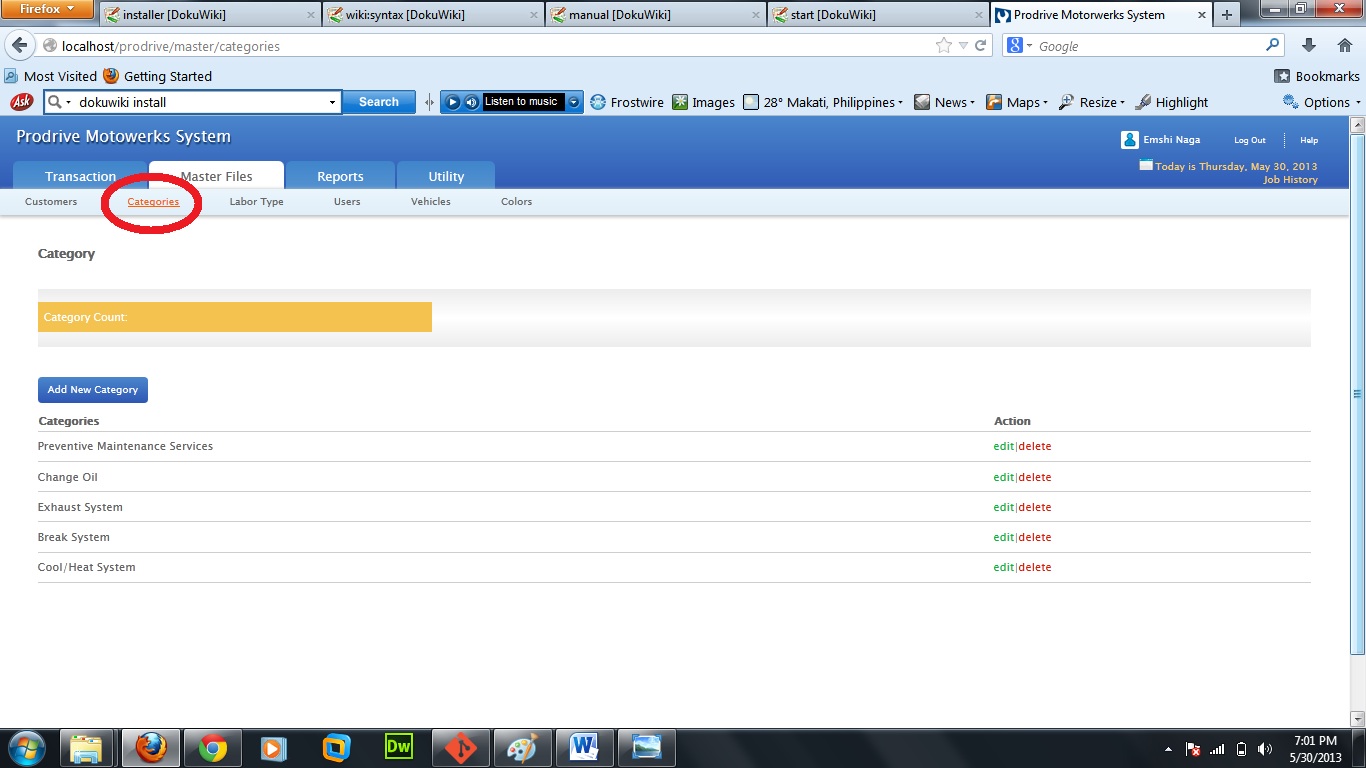 Firefox
installer [DokuWiki]
wiki:syntax [DokuWiki]
manual [DokuWiki]
start [DokuWiki]
Prodrive Motorwerks System
localhost/prodrive/master/categories
Google
Most Visited
Getting Started
Bookmarks
Ask
dokuwiki install
Search
Listen to music
Frostwire
Images
28° Makati, Philippines
News
Maps
Resize
Highlight
Options
Prodrive Motowerks System
Emshi Naga
Log Out
Help
Today is Thursday, May 30, 2013
Job History
Transaction
Master Files
Reports
Utility
Customers
Categories
Labor Type
Users
Vehicles
Colors
Category
Category Count:
Add New Category
Categories Action
Preventive Maintenance Services edit|delete
Change Oil edit|delete
Exhaust System edit|delete
Break System edit|delete
Cool/Heat System edit|delete
Dw
7:01 PM
5/30/2013